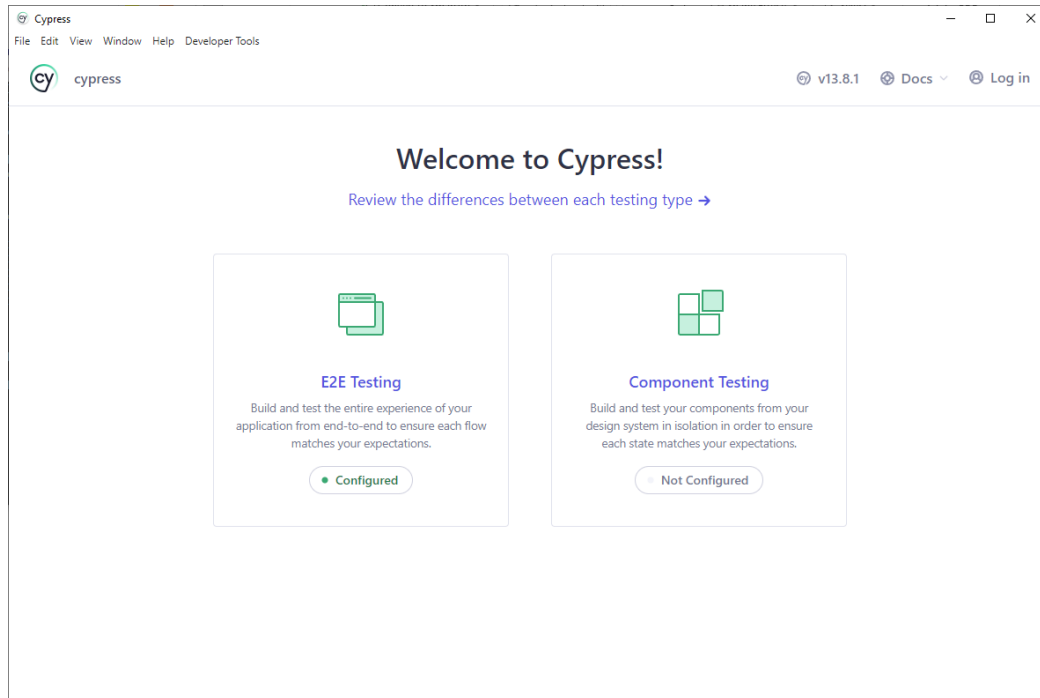 Cypress
File Edit View Window Help Developer Tools
cy cypress v13.8.1 Docs Log in
Welcome to Cypress!
Review the differences between each testing type →
E2E Testing
Build and test the entire experience of your
application from end-to-end to ensure each flow
matches your expectations.
Configured
Component Testing
Build and test your components from your
design system in isolation in order to ensure
each state matches your expectations.
Not Configured